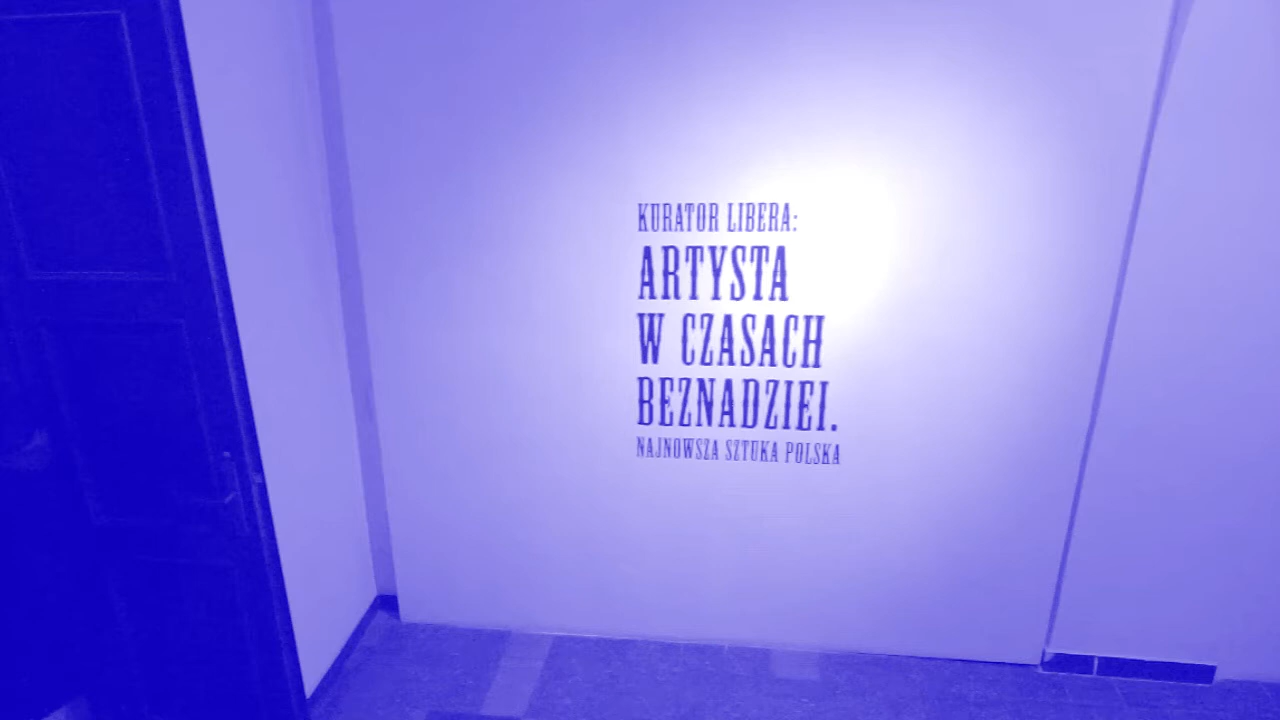 KURATOR LIBERA:
ARTYSTA
W CZASACH
BEZNADZIEI.
NAJNOWSZA SZTUKA POLSKA